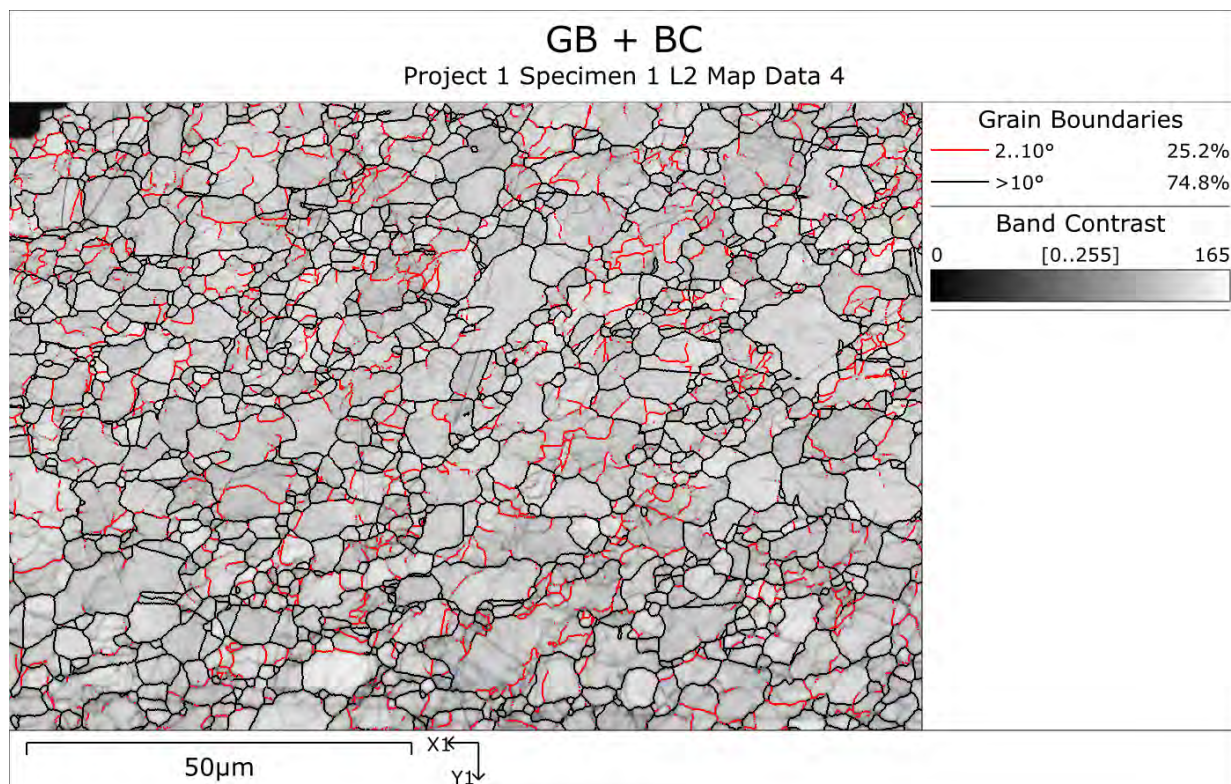 GB + BC
Project 1 Specimen 1 L2 Map Data 4
Grain Boundaries
2..10° 25.2%
>10° 74.8%
Band Contrast
0 [0..255] 165
50µm
X1
Y1